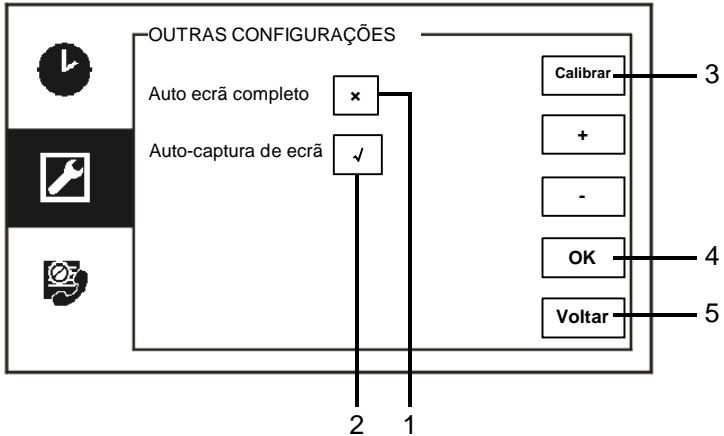 OUTRAS CONFIGURAÇÕES
Auto ecrã completo ×
Auto-captura de ecrã √
Calibrar
+
-
OK
Voltar
3
4
5
2 1